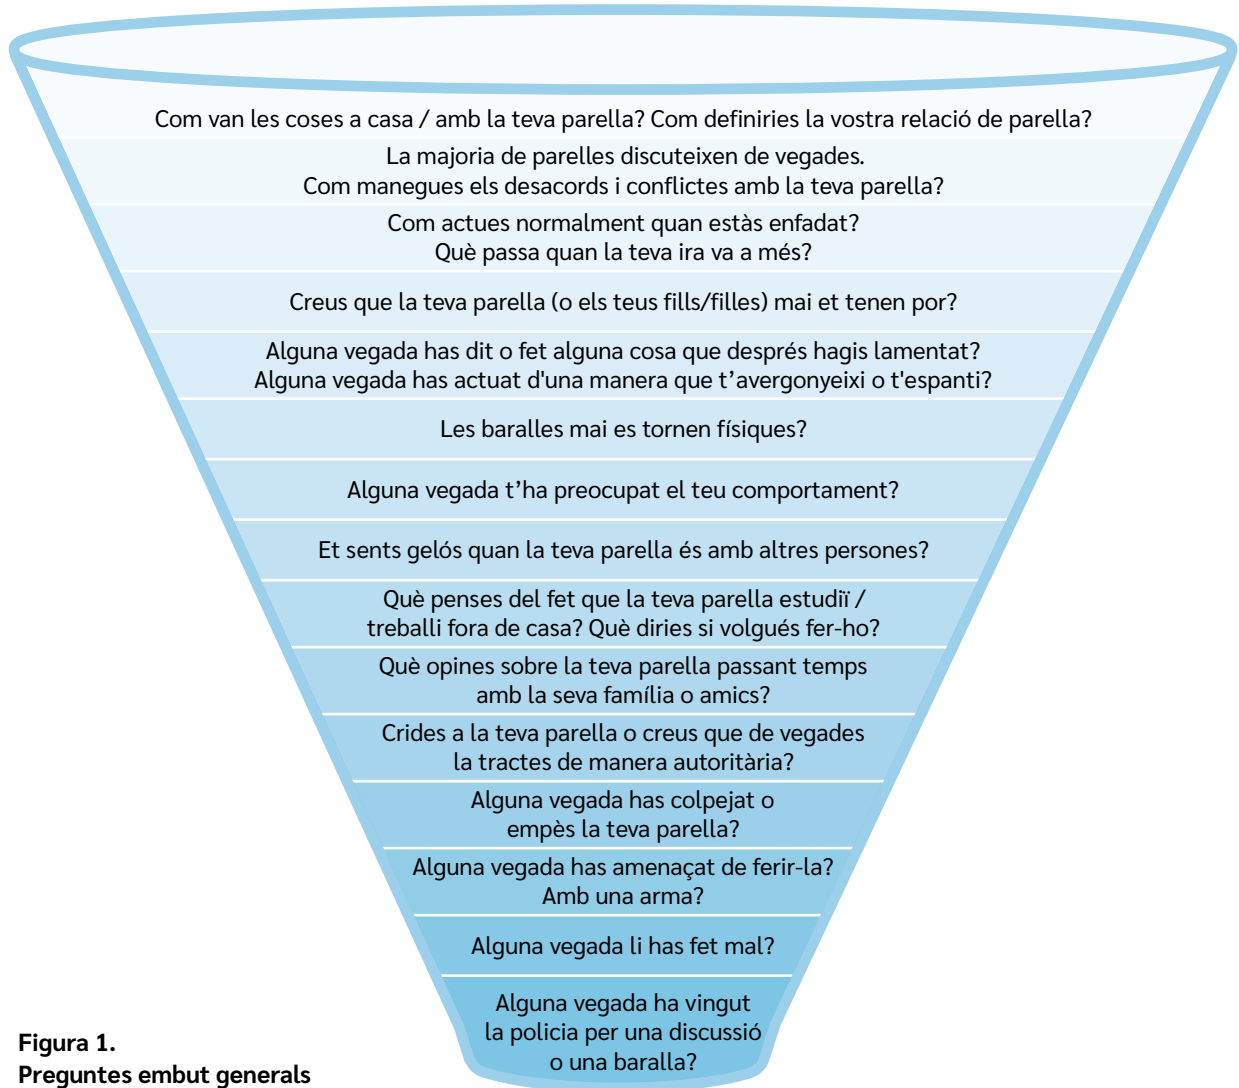 Com van les coses a casa / amb la teva parella? Com definiries la vostra relació de parella?
La majoria de parelles discuteixen de vegades.
Com manegues els desacords i conflictes amb la teva parella?
Com actues normalment quan estàs enfadat?
Què passa quan la teva ira va a més?
Creus que la teva parella (o els teus fills/filles) mai et tenen por?
Alguna vegada has dit o fet alguna cosa que després hagis lamentat?
Alguna vegada has actuat d'una manera que t’avergonyeixi o t'espanti?
Les baralles mai es tornen físiques?
Alguna vegada t’ha preocupat el teu comportament?
Et sents gelós quan la teva parella és amb altres persones?
Què penses del fet que la teva parella estudiï /
treballi fora de casa? Què diries si volgués fer-ho?
Què opines sobre la teva parella passant temps
amb la seva família o amics?
Crides a la teva parella o creus que de vegades
la tractes de manera autoritària?
Alguna vegada has colpejat o
empès la teva parella?
Alguna vegada has amenaçat de ferir-la?
Amb una arma?
Alguna vegada li has fet mal?
Alguna vegada ha vingut
la policia per una discussió
o una baralla?
Figura 1.
Preguntes embut generals